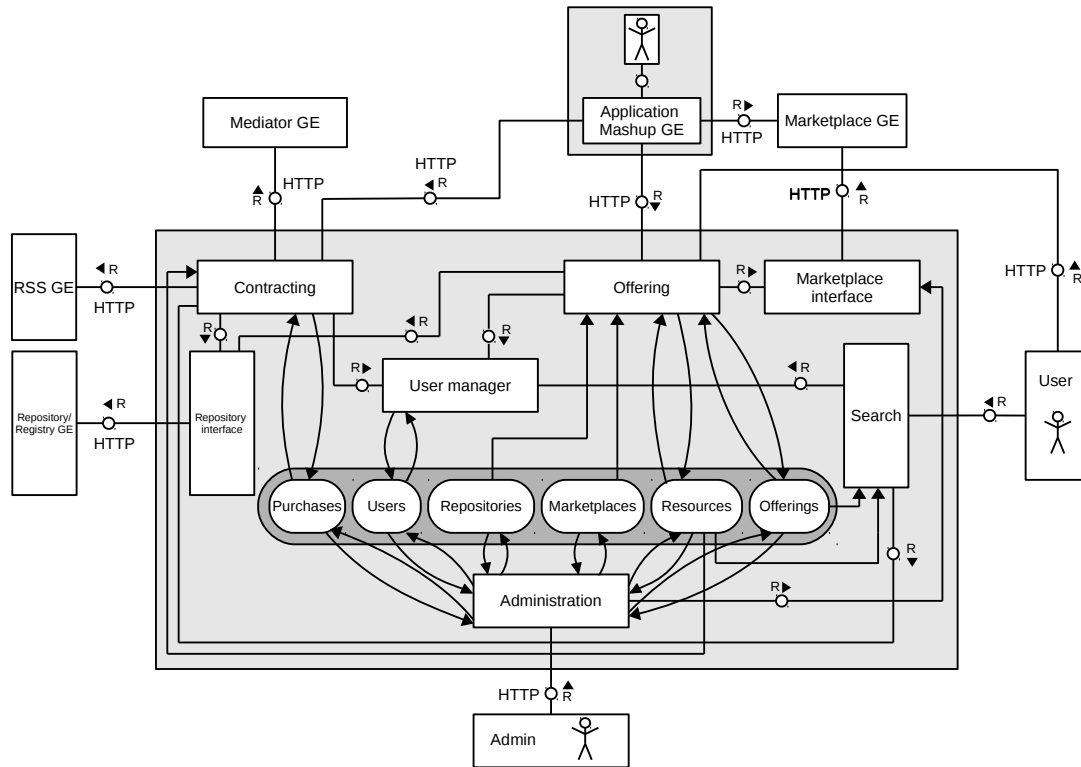 Application
Mashup GE
R
HTTP
Marketplace GE
Mediator GE
HTTP
R
HTTP
R
HTTP
R
HTTP
R
RSS GE
R
HTTP
Contracting
Offering
R
Marketplace
interface
HTTP
R
R
R
R
Repository/
Registry GE
R
HTTP
Repository
interface
R
User manager
R
Search
R
User
Purchases
Users
Repositories
Marketplaces
Resources
Offerings
R
Administration
R
HTTP
R
Admin